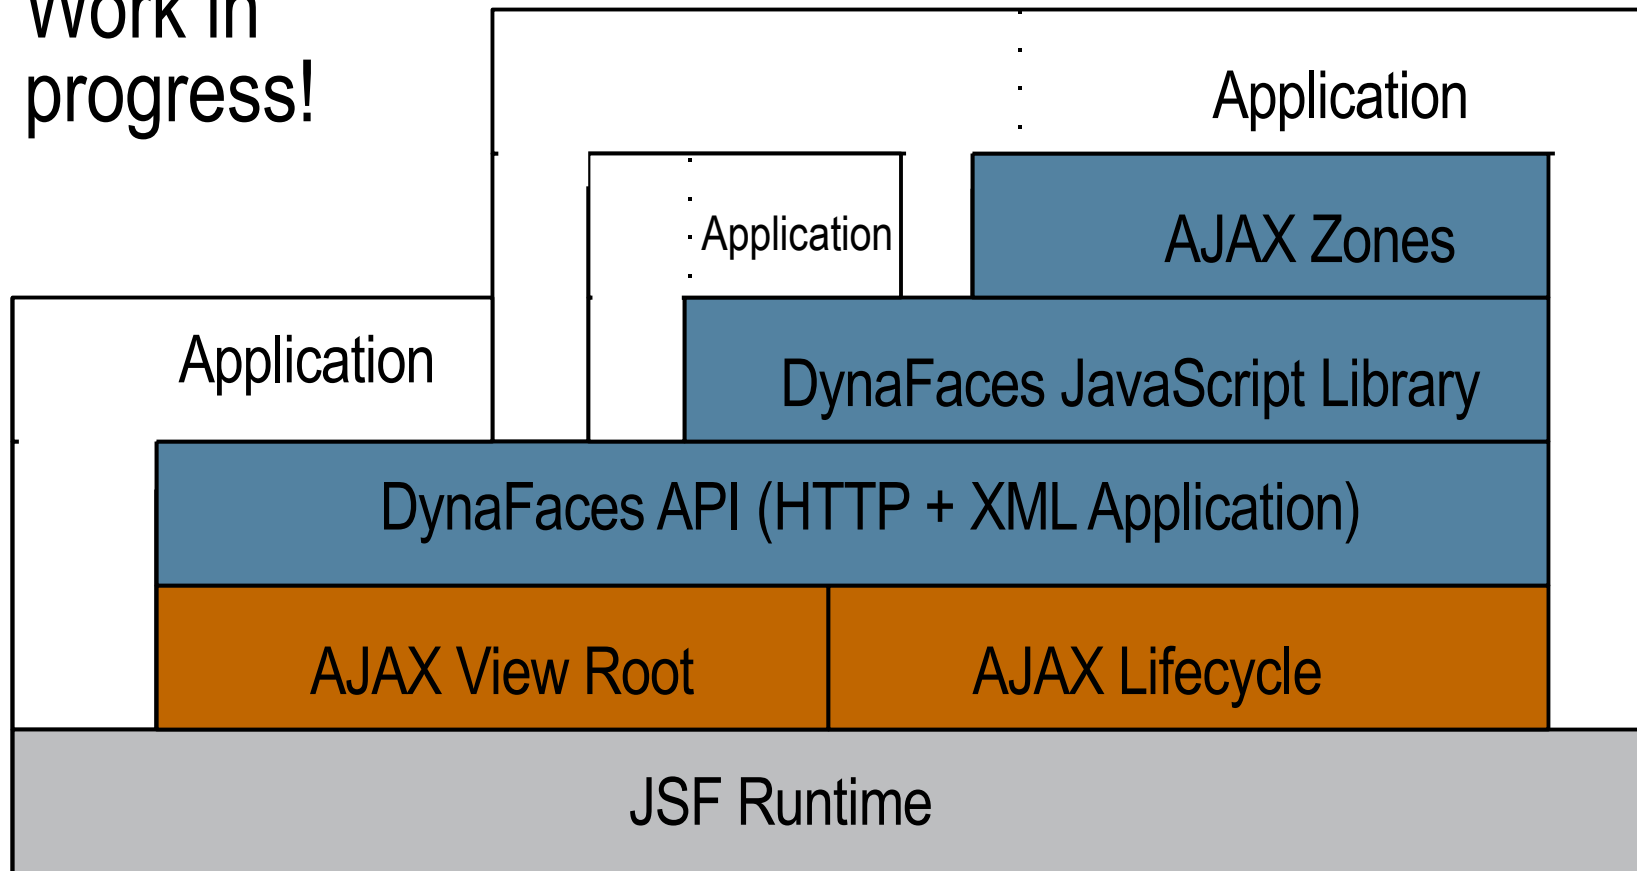 Work in
progress!
Application
Application
AJAX Zones
Application
DynaFaces JavaScript Library
DynaFaces API (HTTP + XML Application)
AJAX View Root
AJAX Lifecycle
JSF Runtime